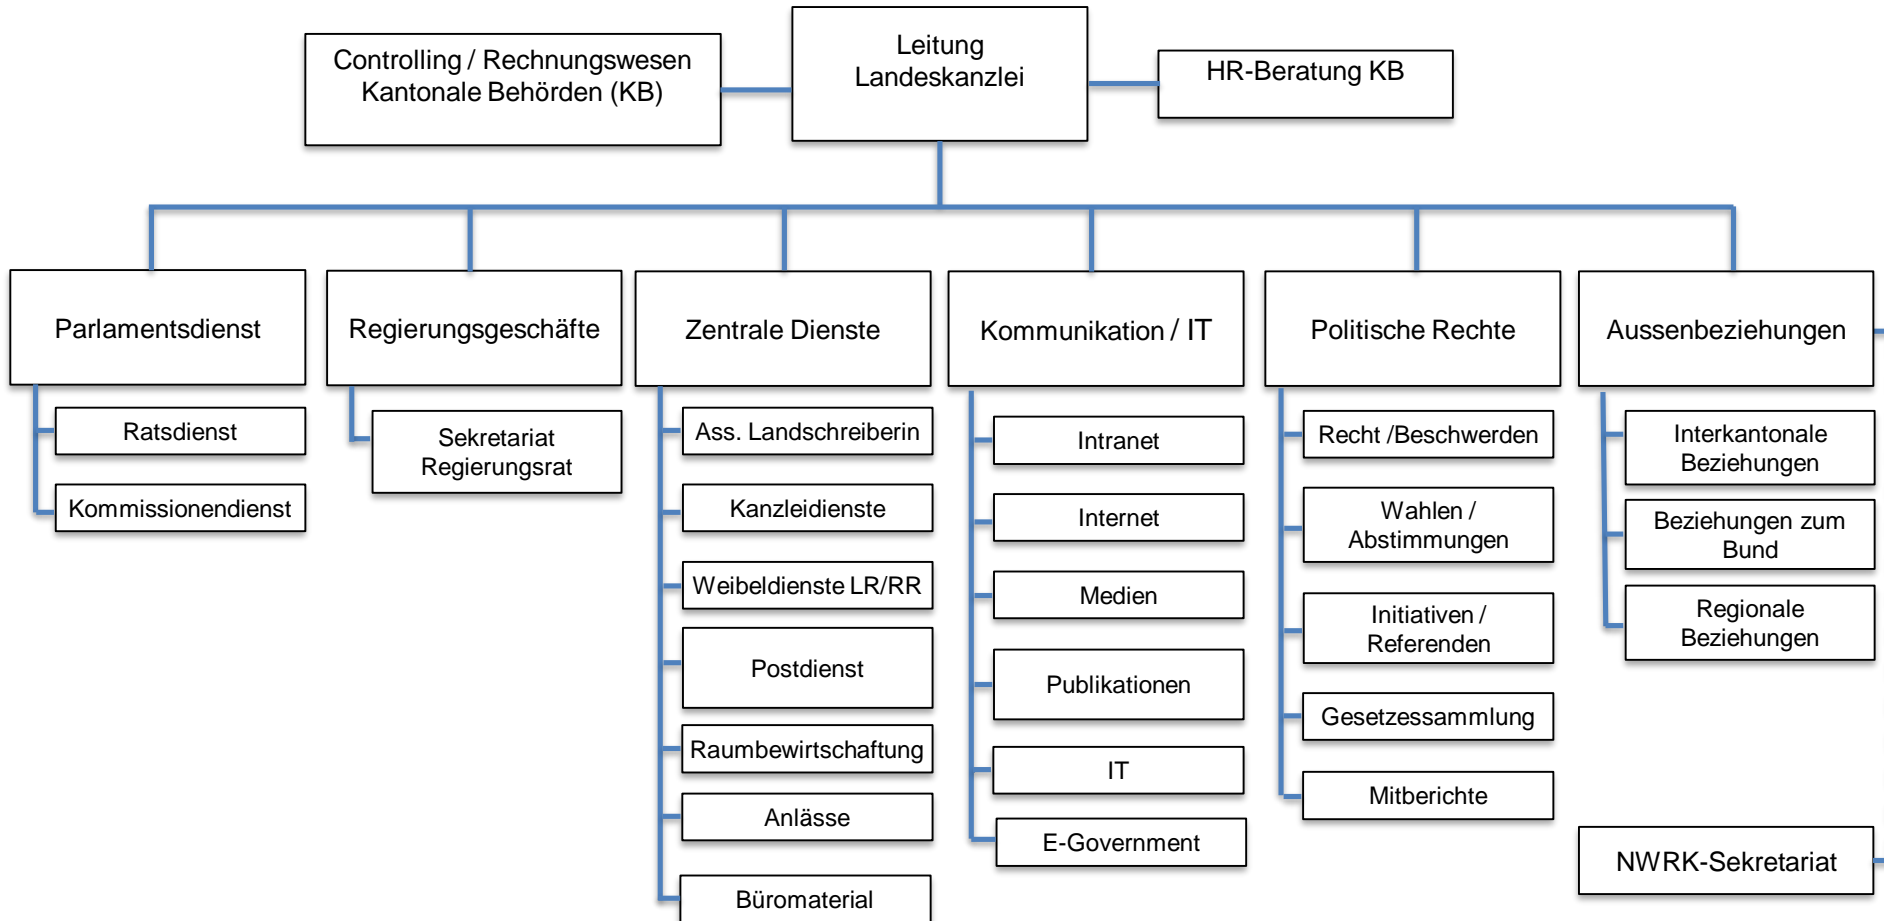 Controlling / Rechnungswesen
Kantonale Behörden (KB)
Leitung
Landeskanzlei
HR-Beratung KB
Parlamentsdienst
Regierungsgeschäfte
Zentrale Dienste
Kommunikation / IT
Politische Rechte
Aussenbeziehungen
Ratsdienst
Kommissionendienst
Sekretariat
Regierungsrat
Ass. Landschreiberin
Kanzleidienste
Weibeldienste LR/RR
Postdienst
Raumbewirtschaftung
Anlässe
Büromaterial
Intranet
Internet
Medien
Publikationen
IT
E-Government
Recht /Beschwerden
Wahlen /
Abstimmungen
Initiativen /
Referenden
Gesetzessammlung
Mitberichte
Interkantonale
Beziehungen
Beziehungen zum
Bund
Regionale
Beziehungen
NWRK-Sekretariat